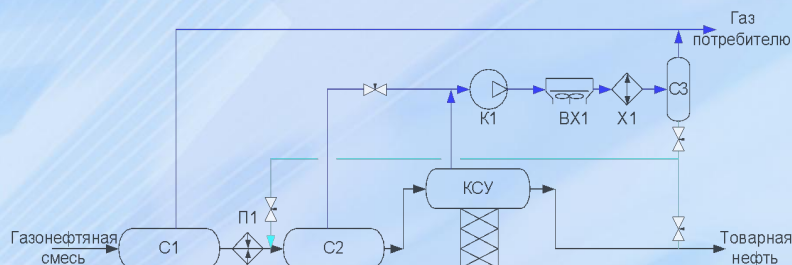 Газ
потребителю
С3
К1
ВХ1
Х1
КСУ
П1
Газонефтяная
смесь
С1
С2
Товарная
нефть